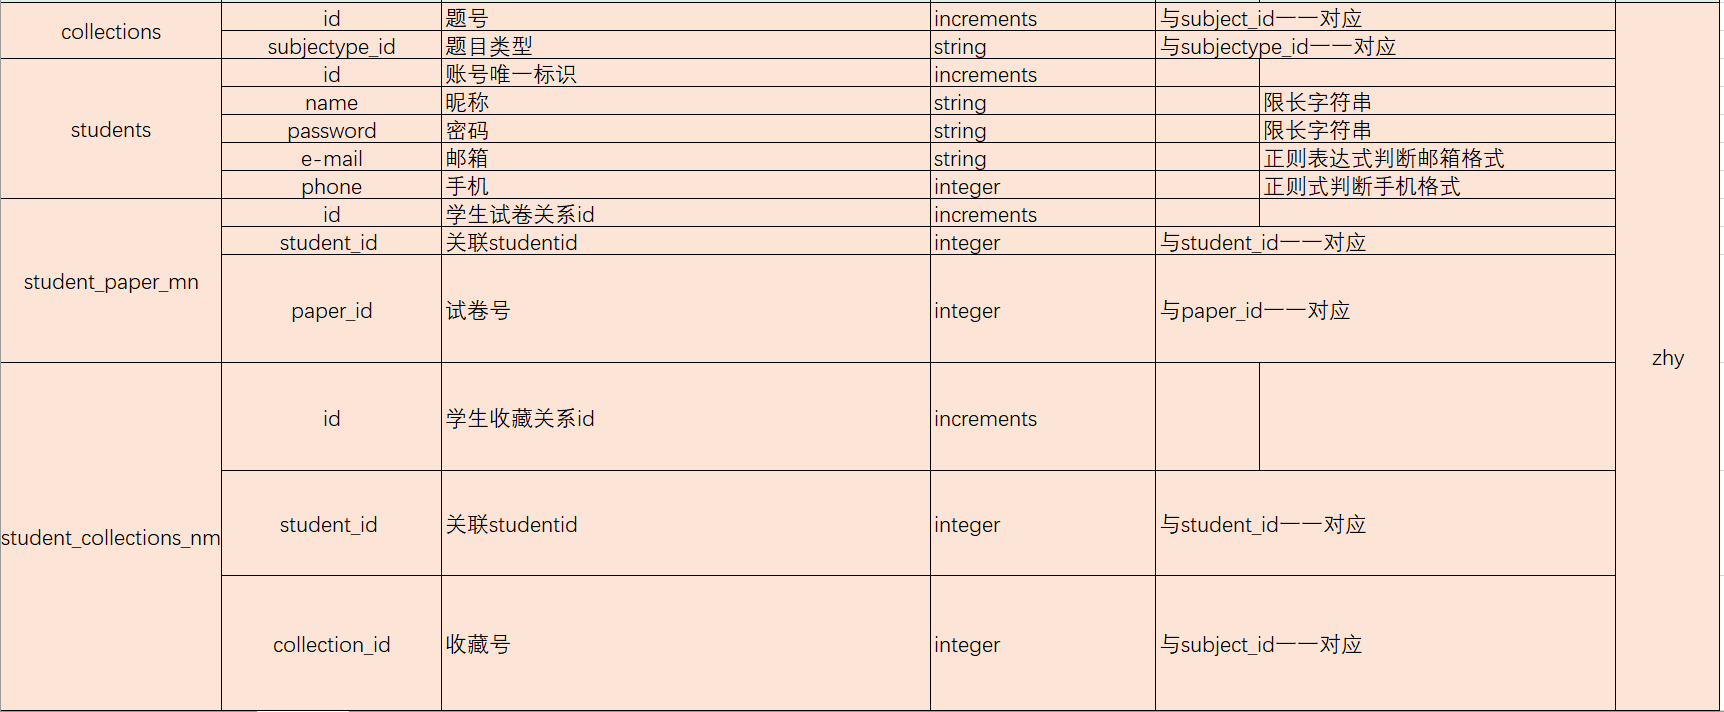 collections
id 题号 increments 与subject_id一一对应
subjectype_id 题目类型 string 与subjectype_id一一对应
students
id 账号唯一标识 increments
name 昵称 string 限长字符串
password 密码 string 限长字符串
e-mail 邮箱 string 正则表达式判断邮箱格式
phone 手机 integer 正则式判断手机格式
student_paper_mn
id 学生试卷关系id increments
student_id 关联studentid integer 与student_id一一对应
paper_id 试卷号 integer 与paper_id一一对应
student_collections_nm
id 学生收藏关系id increments
student_id 关联studentid integer 与student_id一一对应
collection_id 收藏号 integer 与subject_id一一对应
zhy